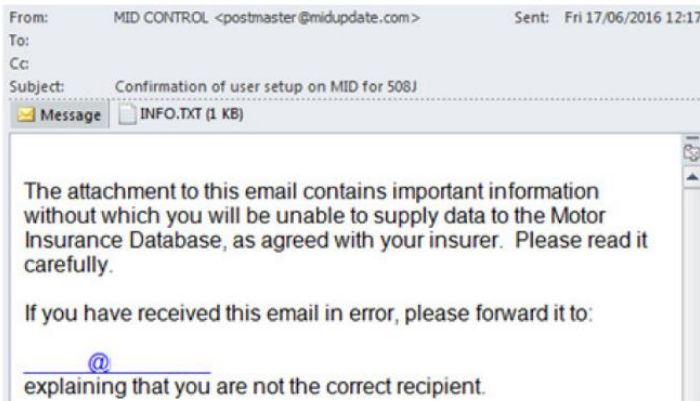 From: MID CONTROL <postmaster@midupdate.com> Sent: Fri 17/06/2016 12:17
To:
Cc:
Subject: Confirmation of user setup on MID for 508J
Message INFO.TXT (1 KB)
The attachment to this email contains important information
without which you will be unable to supply data to the Motor
Insurance Database, as agreed with your insurer. Please read it
carefully.
If you have received this email in error, please forward it to:
@
explaining that you are not the correct recipient.